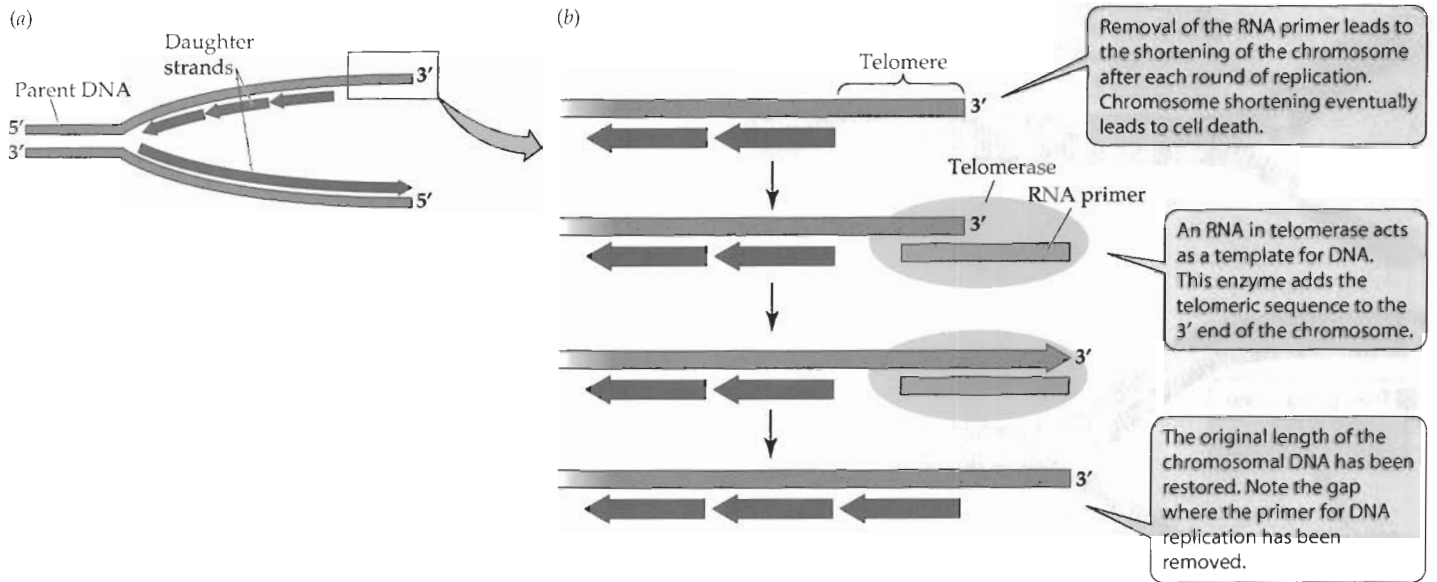 (a)
Daughter
strands
3′
Parent DNA
5′
3′
5′
(b)
Telomere
3′
Removal of the RNA primer leads to
the shortening of the chromosome
after each round of replication.
Chromosome shortening eventually
leads to cell death.
Telomerase
RNA primer
3′
An RNA in telomerase acts
as a template for DNA.
This enzyme adds the
telomeric sequence to the
3′ end of the chromosome.
3′
3′
The original length of the
chromosomal DNA has been
restored. Note the gap
where the primer for DNA
replication has been
removed.